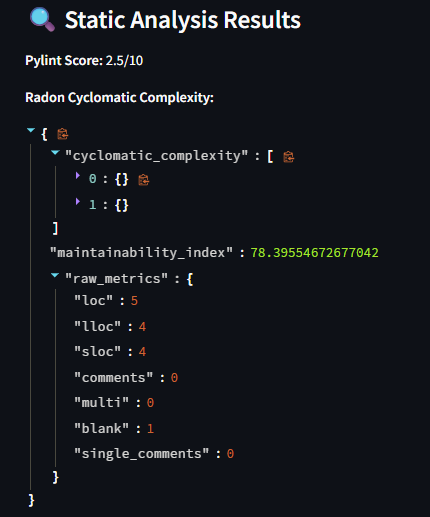 Static Analysis Results
Pylint Score: 2.5/10
Radon Cyclomatic Complexity:
{
"cyclomatic_complexity" : [
0 : {}
1 : {}
]
"maintainability_index" : 78.39554672677042
"raw_metrics" : {
"loc" : 5
"lloc" : 4
"sloc" : 4
"comments" : 0
"multi" : 0
"blank" : 1
"single_comments" : 0
}
}